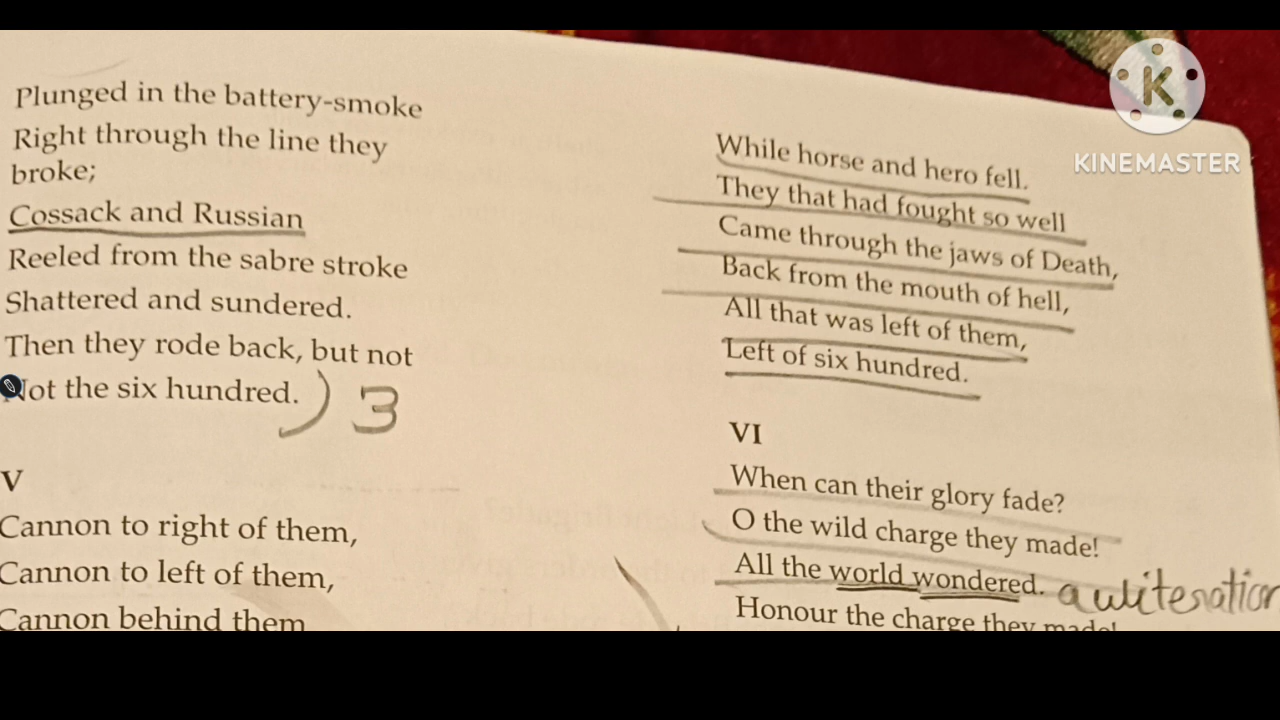 Plunged in the battery-smoke
Right through the line they
broke;
Cossack and Russian
Reeled from the sabre stroke
Shattered and sundered.
Then they rode back, but not
Not the six hundred.
3
V
Cannon to right of them,
Cannon to left of them,
Cannon behind them
While horse and hero fell.
They that had fought so well
Came through the jaws of Death,
Back from the mouth of hell,
All that was left of them,
Left of six hundred.
VI
When can their glory fade?
O the wild charge they made!
All the world wondered. auliteration
Honour the charge they made!
K
KINEMASTER